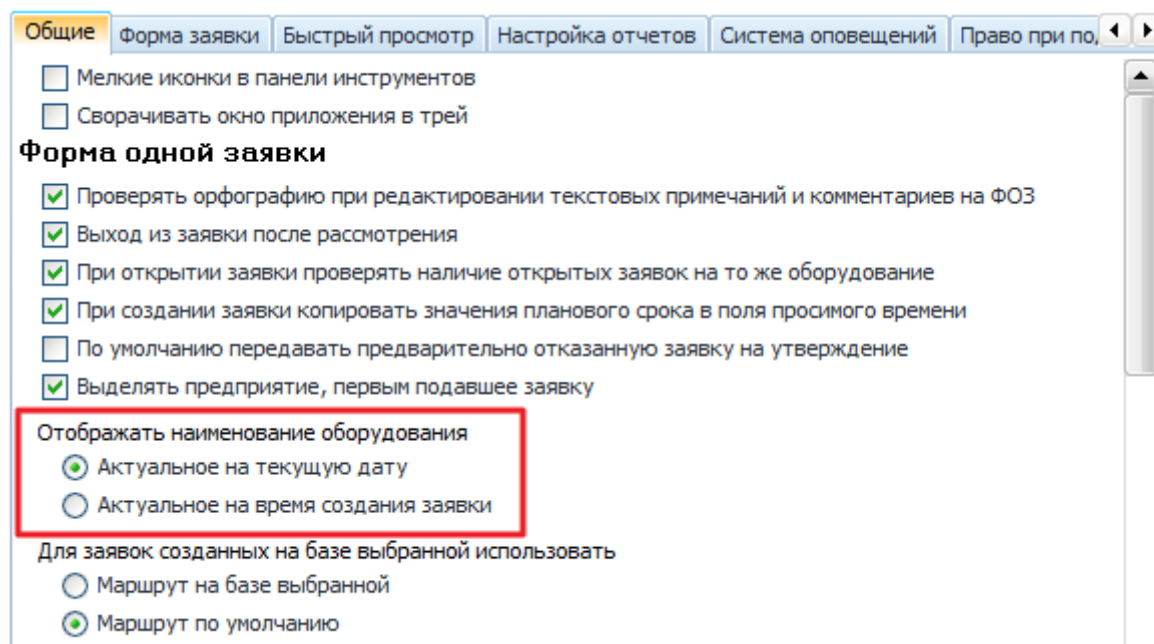 Общие Форма заявки Быстрый просмотр Настройка отчетов Система оповещений Право при по
Мелкие иконки в панели инструментов
Сворачивать окно приложения в трей
Форма одной заявки
Проверять орфографию при редактировании текстовых примечаний и комментариев на ФОЗ
Выход из заявки после рассмотрения
При открытии заявки проверять наличие открытых заявок на то же оборудование
При создании заявки копировать значения планового срока в поля просимого времени
По умолчанию передавать предварительно отказанную заявку на утверждение
Выделять предприятие, первым подавшее заявку
Отображать наименование оборудования
Актуальное на текущую дату
Актуальное на время создания заявки
Для заявок созданных на базе выбранной использовать
Маршрут на базе выбранной
Маршрут по умолчанию